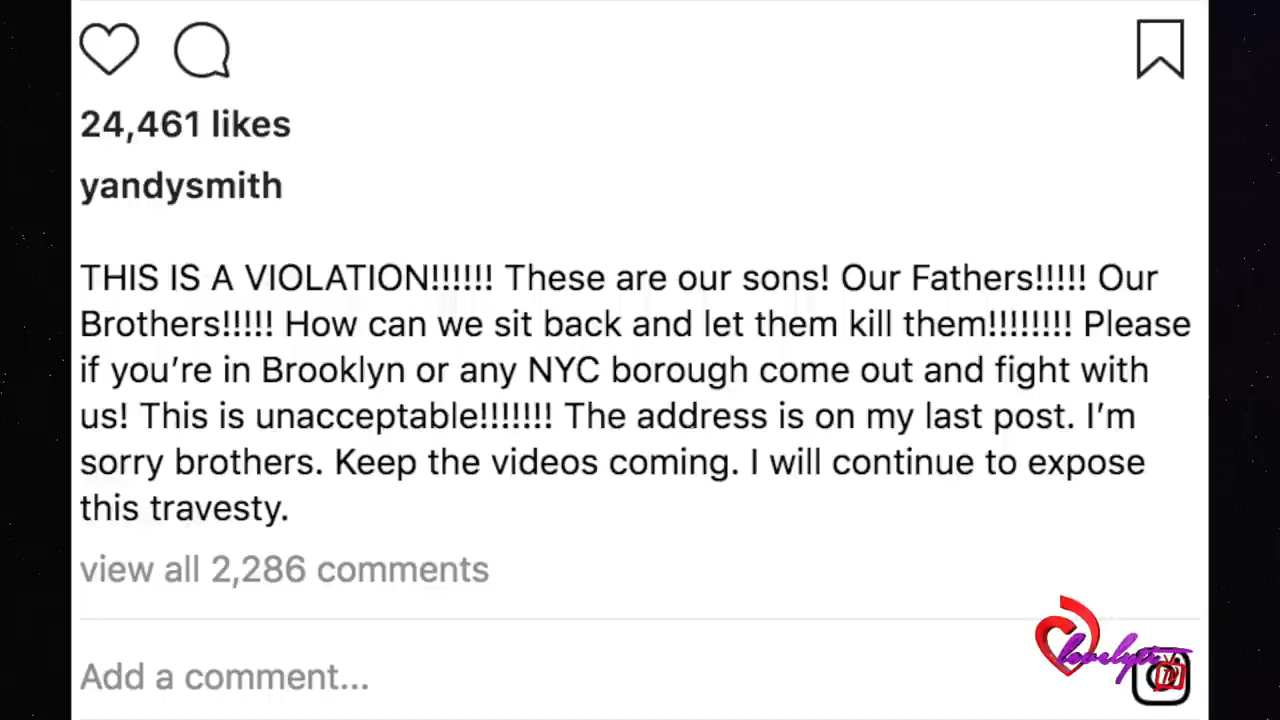 24,461 likes
yandysmith
THIS IS A VIOLATION!!!!!! These are our sons! Our Fathers!!!!! Our
Brothers!!!!! How can we sit back and let them kill them!!!!!!!! Please
if you’re in Brooklyn or any NYC borough come out and fight with
us! This is unacceptable!!!!!!! The address is on my last post. I’m
sorry brothers. Keep the videos coming. I will continue to expose
this travesty.
view all 2,286 comments
Add a comment...
lovelytv